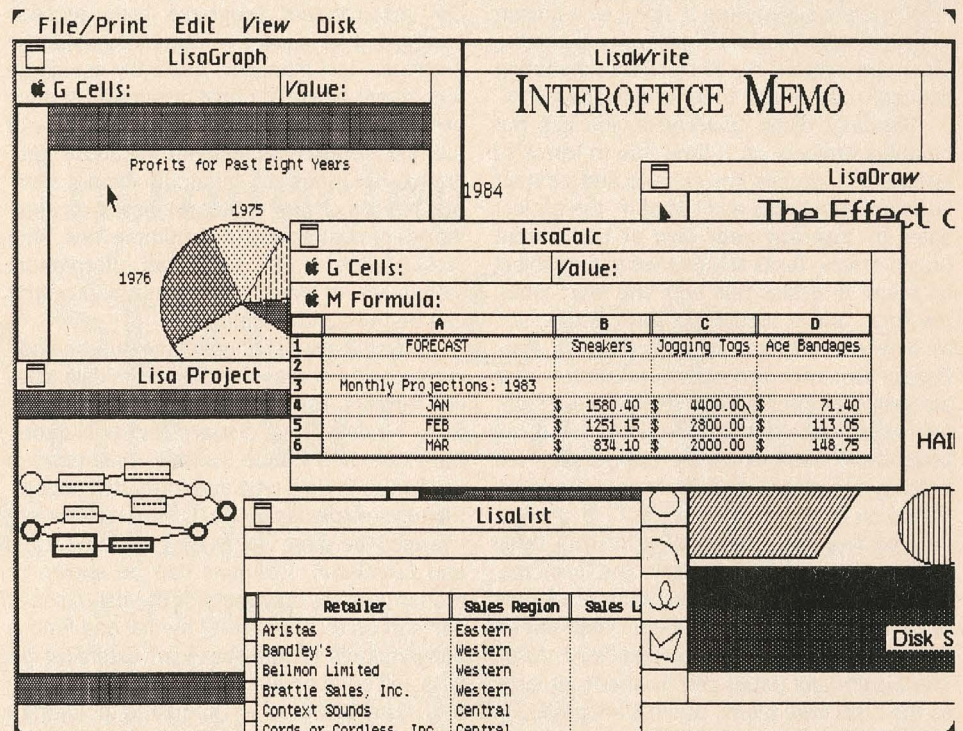 File/Print Edit View Disk
LisaGraph
G Cells: Value:
Profits for Past Eight Years
1975
1976
LisaWrite
INTEROFFICE MEMO
1984
LisaDraw
The Effect
LisaCalc
G Cells: Value:
M Formula:
A B C D
1 FORECAST Sneakers Jogging Togs Ace Bandages
2
3 Monthly Projections: 1983
4 JAN $ 1580.40 $ 4400.00 $ 71.40
5 FEB $ 1251.15 $ 2800.00 $ 113.05
6 MAR $ 834.10 $ 2000.00 $ 148.75
Lisa Project
HAI
LisaList
Retailer Sales Region Sales
Aristas Eastern
Bandley's Western
Bellmon Limited Western
Brattle Sales, Inc. Western
Context Sounds Central
Cords or Cordless, Inc. Central
Disk S